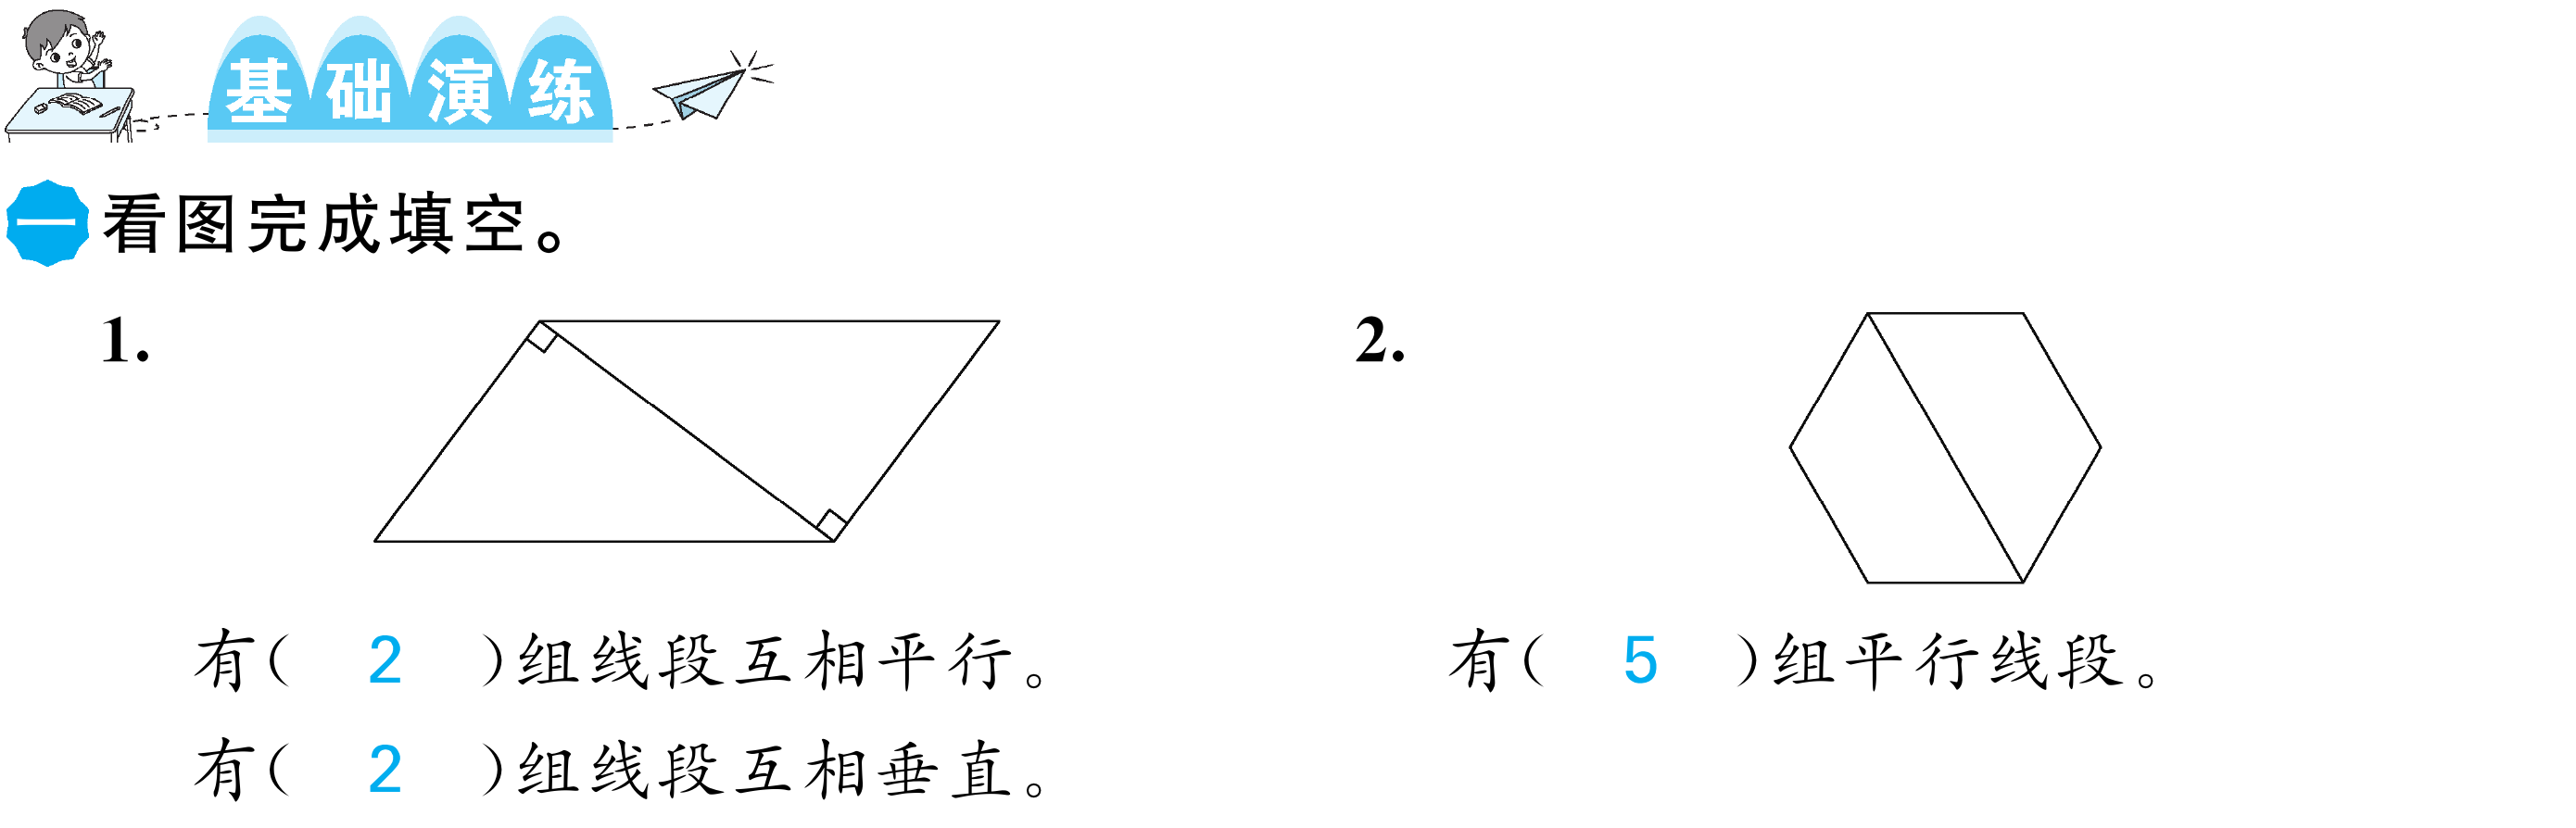 基础演练
一 看图完成填空。
1.
2.
有( 2 )组线段互相平行。
有( 2 )组线段互相垂直。
有( 5 )组平行线段。